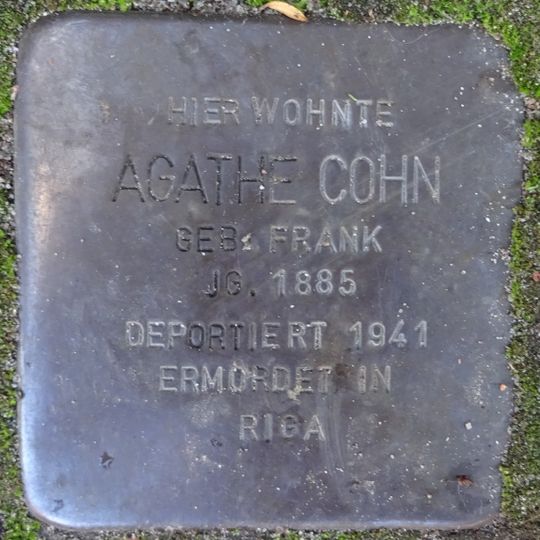 HIER WOHNTE
AGATHE COHN
GEB. FRANK
JG. 1885
DEPORTIERT 1941
ERMORDET IN
RIGA